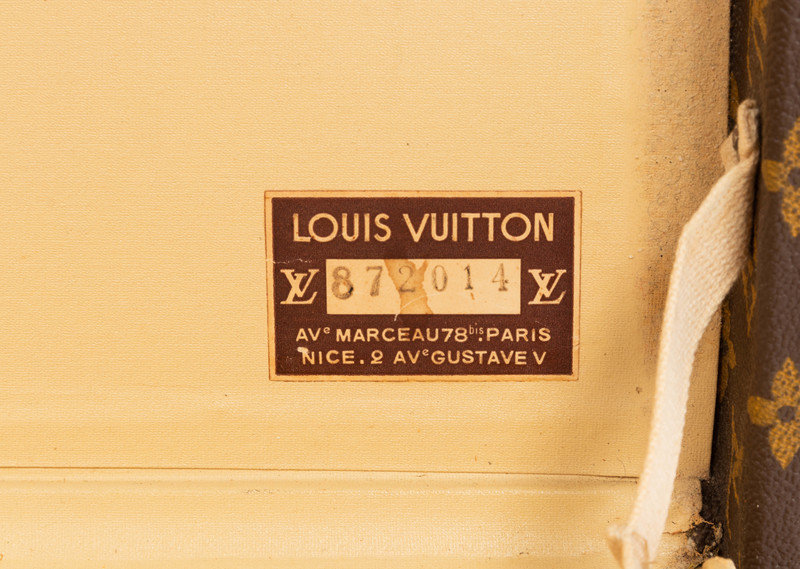 LOUIS VUITTON
LV 872014 LV
AVe MARCEAU 78bis. PARIS
NICE. 2 AVe GUSTAVE V